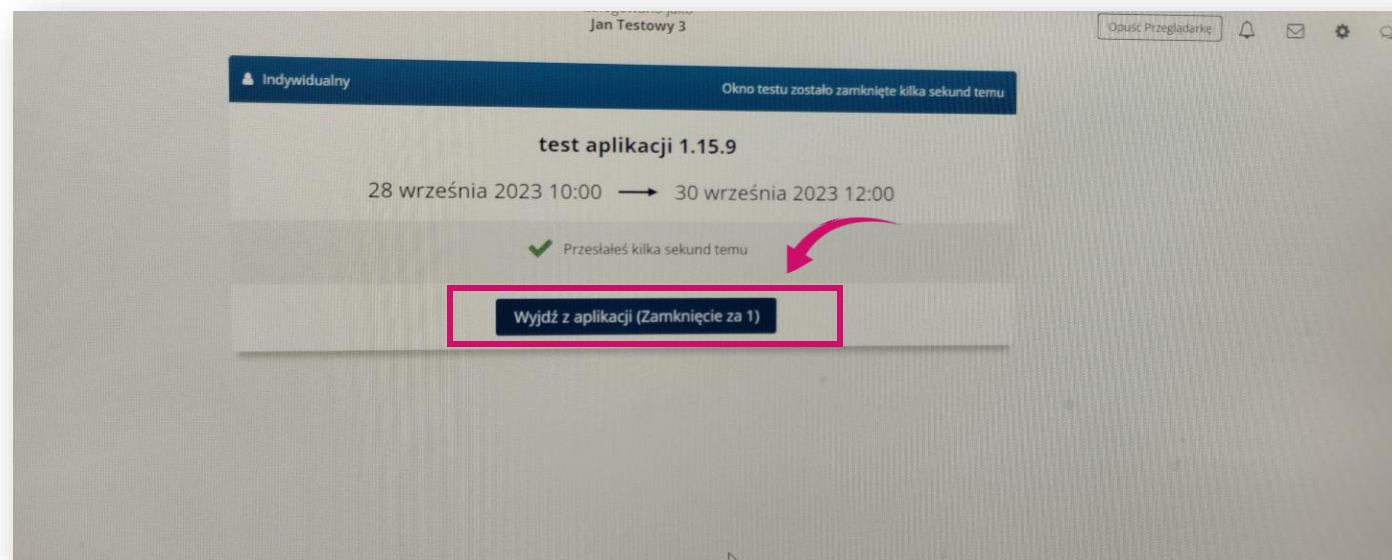 Jan Testowy 3
Opuść Przeglądarkę
Indywidualny
Okno testu zostało zamknięte kilka sekund temu
test aplikacji 1.15.9
28 września 2023 10:00 → 30 września 2023 12:00
Przesłałeś kilka sekund temu
Wyjdź z aplikacji (Zamknięcie za 1)